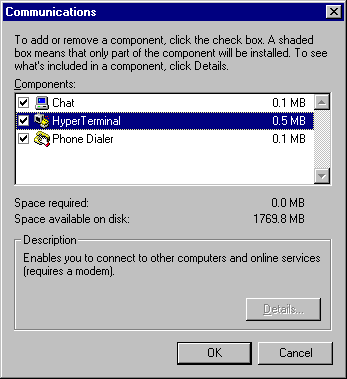 Communications
To add or remove a component, click the check box. A shaded
box means that only part of the component will be installed. To see
what's included in a component, click Details.
Components:
Chat 0.1 MB
HyperTerminal 0.5 MB
Phone Dialer 0.1 MB
Space required: 0.0 MB
Space available on disk: 1769.8 MB
Description
Enables you to connect to other computers and online services
(requires a modem).
Details...
OK Cancel